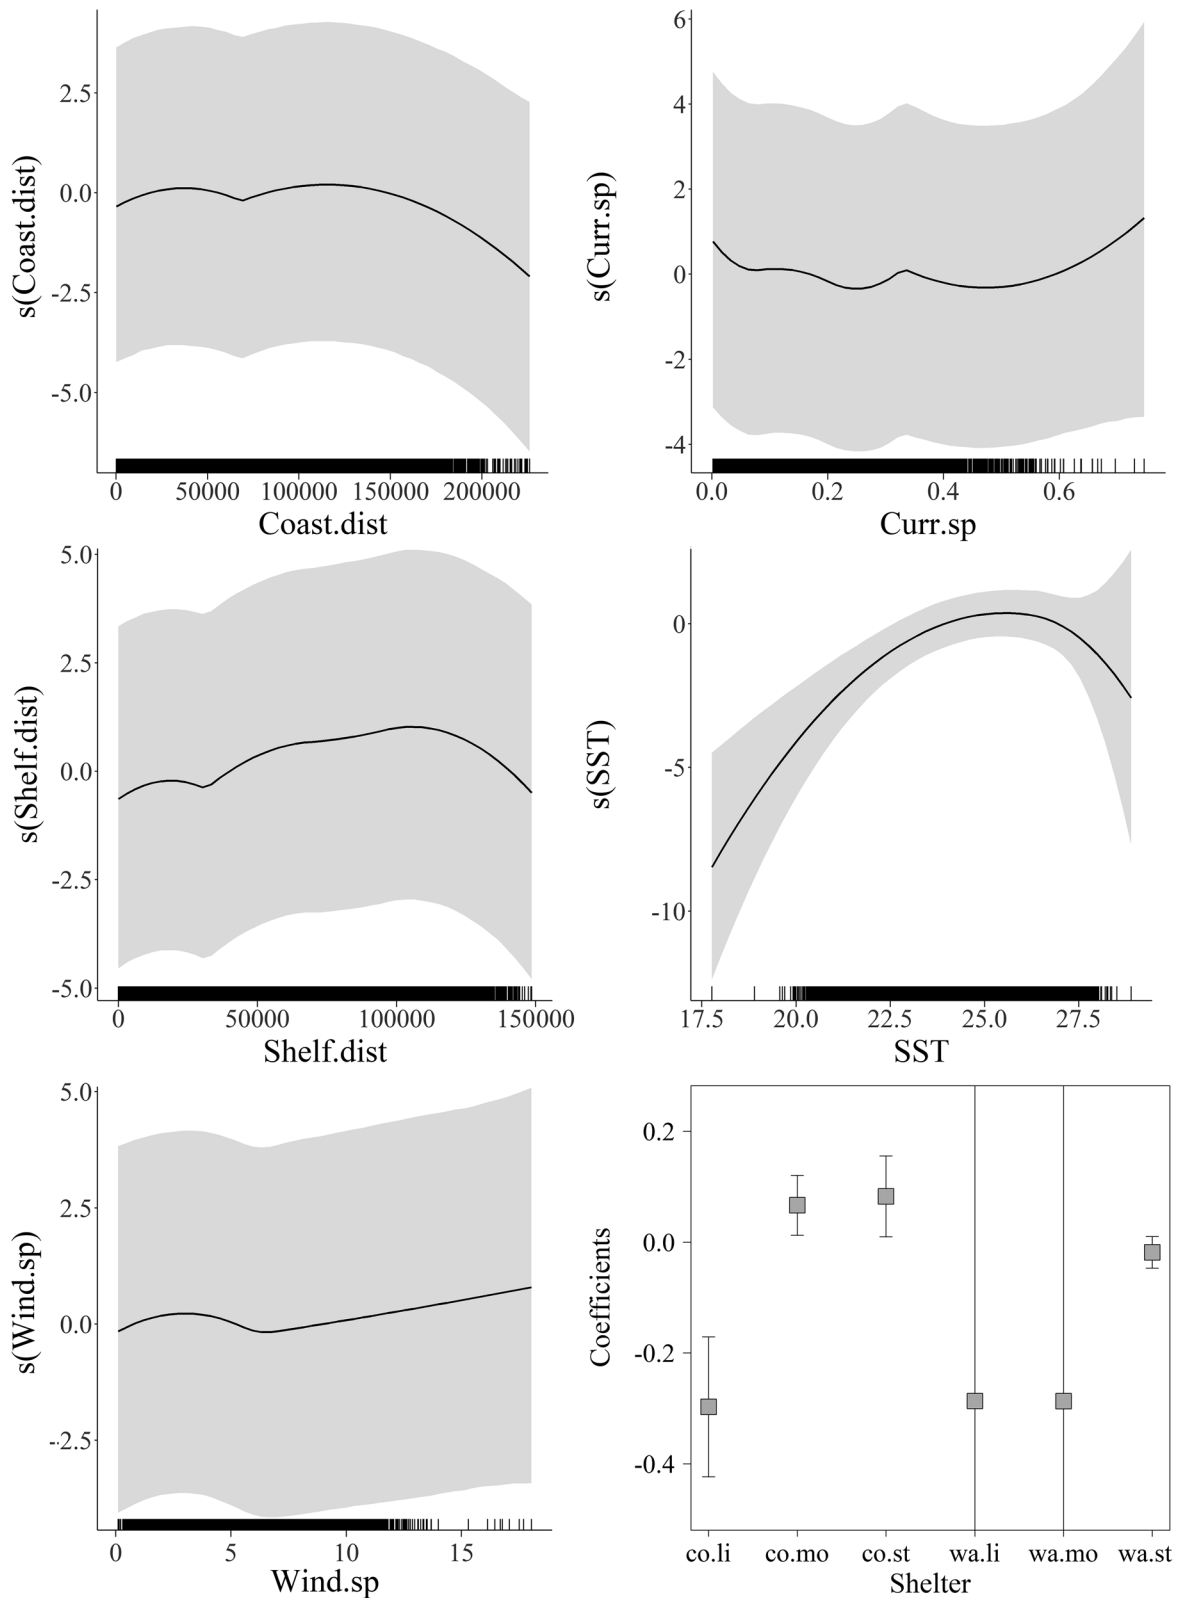 s(Coast.dist)
2.5
0.0
-2.5
-5.0
0 50000 100000 150000 200000
Coast.dist
s(Curr.sp)
6
4
2
0
-2
-4
0.0 0.2 0.4 0.6
Curr.sp
s(Shelf.dist)
5.0
2.5
0.0
-2.5
-5.0
0 50000 100000 150000
Shelf.dist
s(SST)
0
-5
-10
17.5 20.0 22.5 25.0 27.5
SST
s(Wind.sp)
5.0
2.5
0.0
-2.5
0 5 10 15
Wind.sp
Coefficients
0.2
0.0
-0.2
-0.4
co.li co.mo co.st wa.li wa.mo wa.st
Shelter